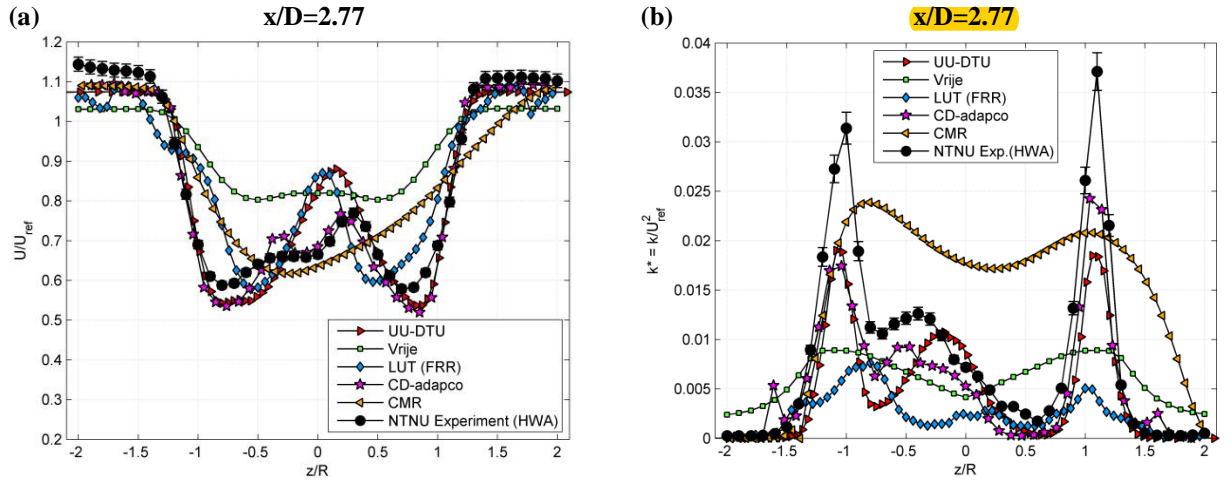 (a) x/D=2.77
1.2
1.1
1
0.9
0.8
0.7
0.6
0.5
0.4
0.3
0.2
U/U_ref
-2 -1.5 -1 -0.5 0 0.5 1 1.5 2
z/R
UU-DTU
Vrije
LUT (FRR)
CD-adapco
CMR
NTNU Experiment (HWA)
(b) x/D=2.77
0.04
0.035
0.03
0.025
0.02
0.015
0.01
0.005
0
k* = k/U²_ref
-2 -1.5 -1 -0.5 0 0.5 1 1.5 2
z/R
UU-DTU
Vrije
LUT (FRR)
CD-adapco
CMR
NTNU Exp.(HWA)